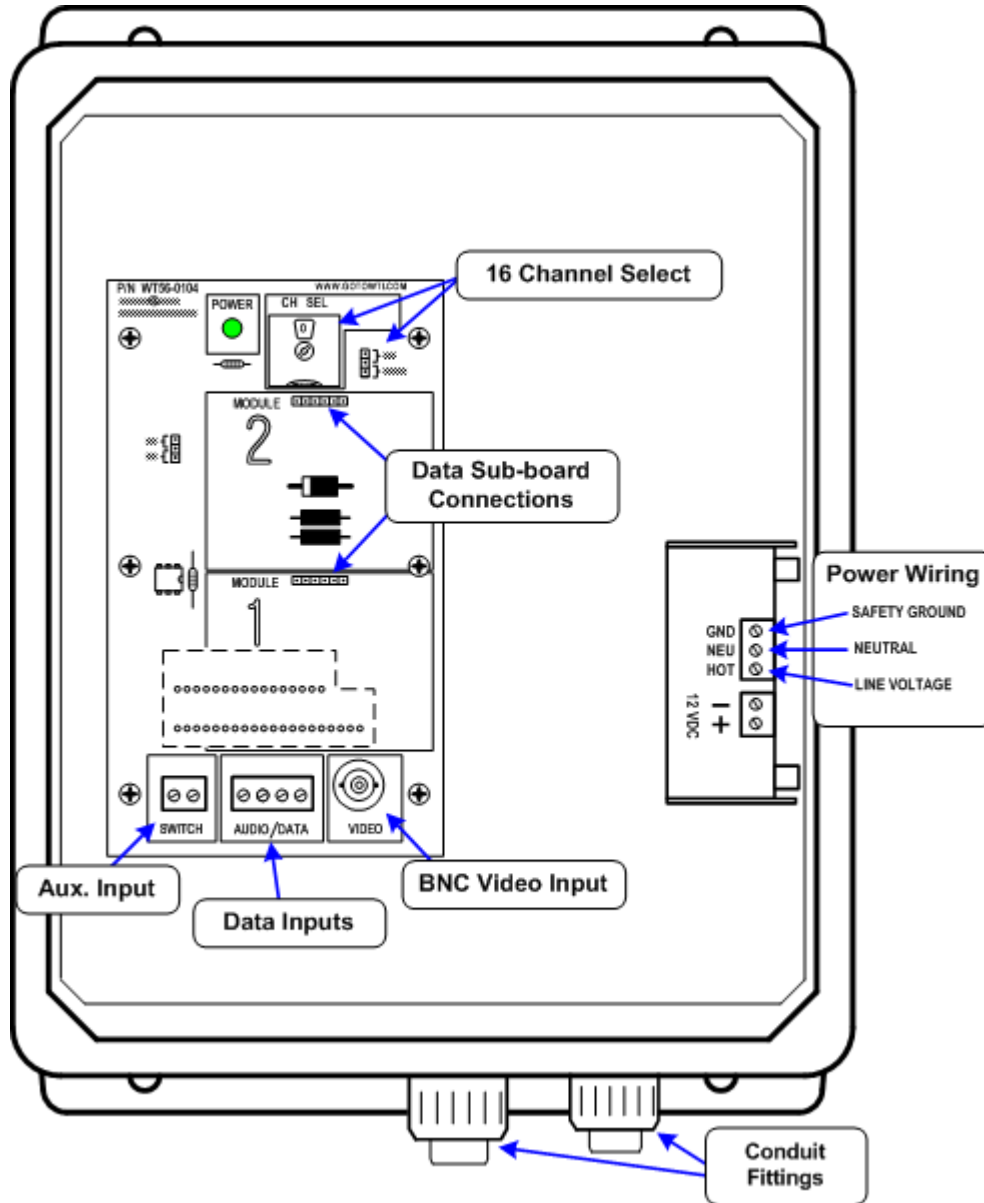 16 Channel Select
P/N WT56-0104
WWW.GOTOWTI.COM
POWER
CH SEL
0
MODULE
2
Data Sub-board
Connections
MODULE
1
Power Wiring
SAFETY GROUND
GND
NEU
NEUTRAL
HOT
LINE VOLTAGE
12 VDC
–
+
SWITCH
AUDIO/DATA
VIDEO
Aux. Input
BNC Video Input
Data Inputs
Conduit
Fittings